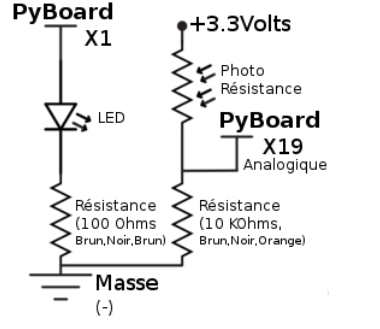 PyBoard
X1
+3.3Volts
Photo
Résistance
LED
PyBoard
X19
Analogique
Résistance
(100 Ohms
Brun,Noir,Brun)
Résistance
(10 KOhms,
Brun,Noir,Orange)
Masse
(-)